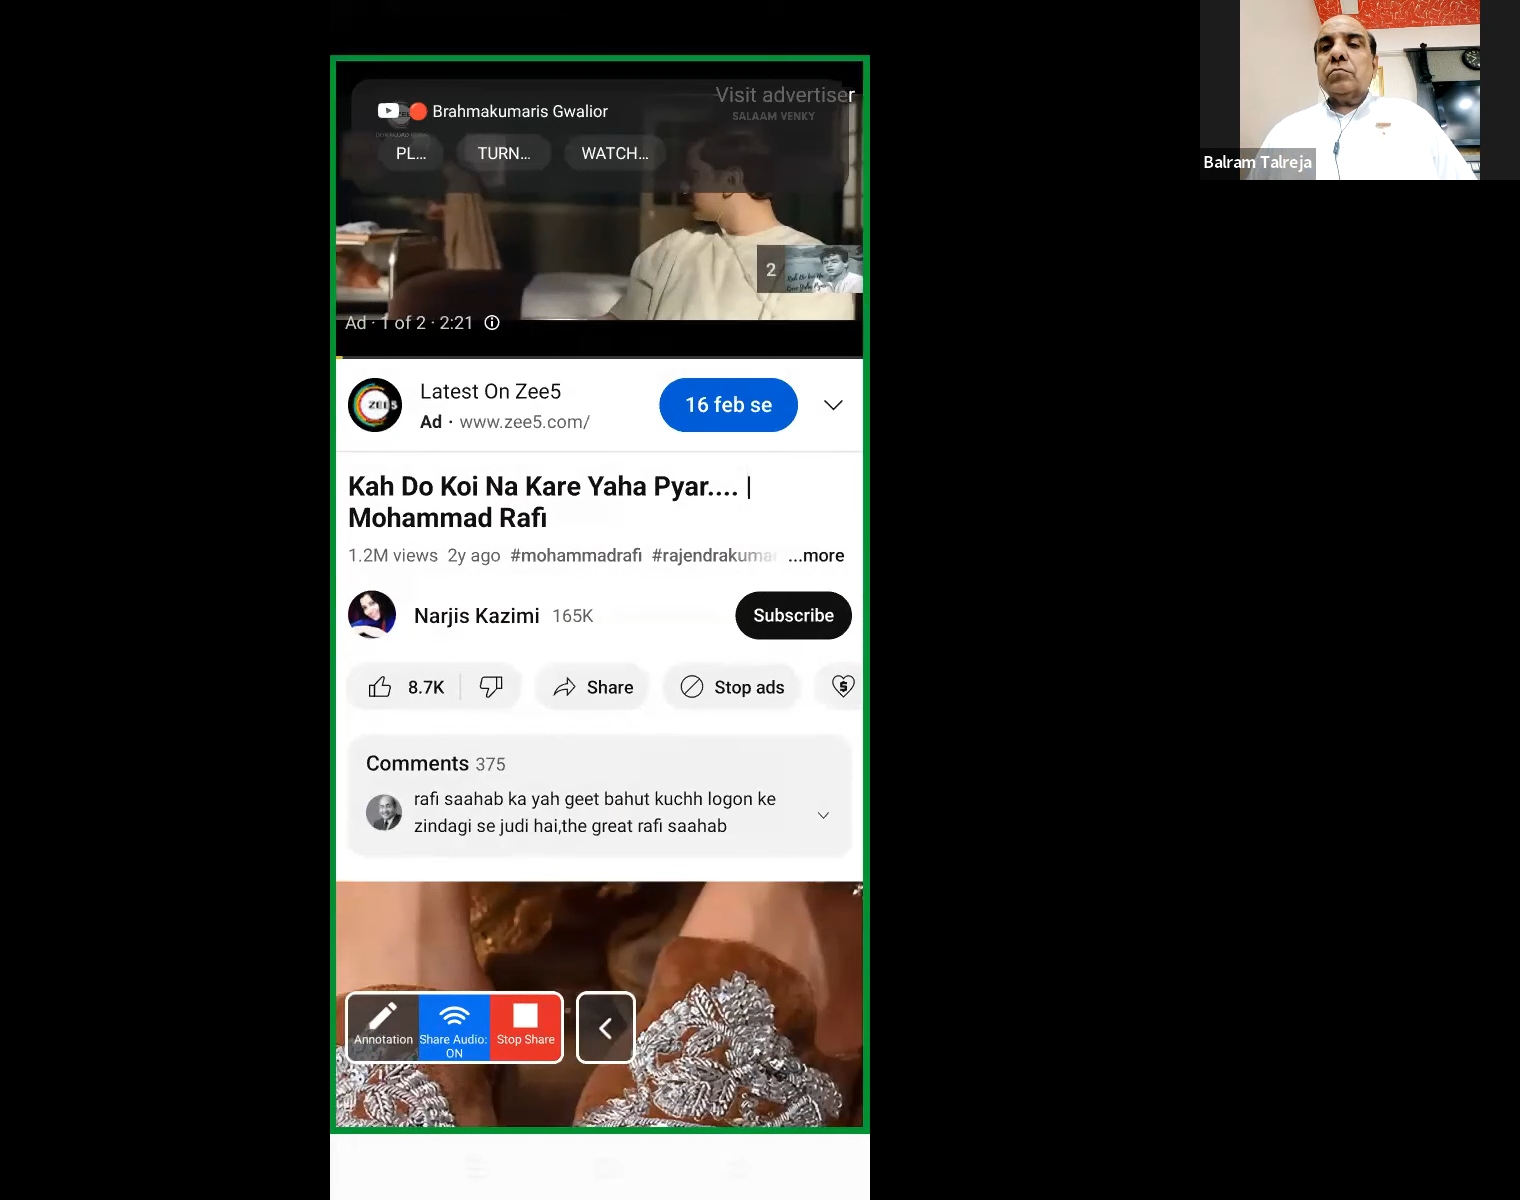 Visit advertiser
Brahmakumaris Gwalior
SALAAM VENKY
PL...
TURN...
WATCH...
2
Ad · 1 of 2 · 2:21
ZEE5
Latest On Zee5
Ad · www.zee5.com/
16 feb se
Kah Do Koi Na Kare Yaha Pyar.... |
Mohammad Rafi
1.2M views 2y ago #mohammadrafi #rajendrakumar ...more
Narjis Kazimi 165K
Subscribe
8.7K
Share
Stop ads
Comments 375
rafi saahab ka yah geet bahut kuchh logon ke
zindagi se judi hai,the great rafi saahab
Annotation
Share Audio:
ON
Stop Share
Balram Talreja